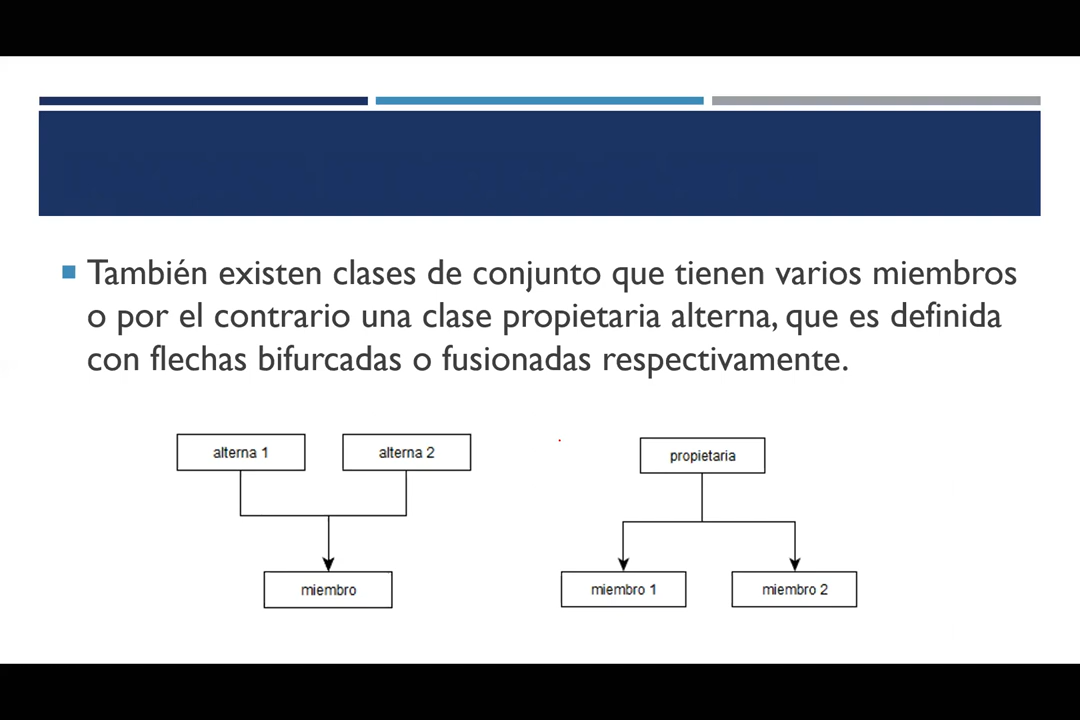 También existen clases de conjunto que tienen varios miembros
o por el contrario una clase propietaria alterna, que es definida
con flechas bifurcadas o fusionadas respectivamente.
alterna 1
alterna 2
miembro
propietaria
miembro 1
miembro 2